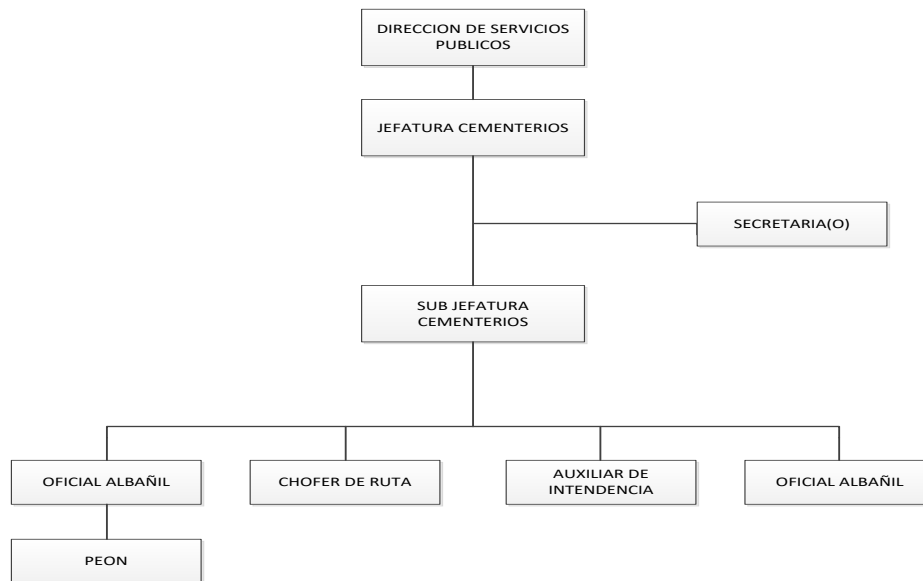 DIRECCION DE SERVICIOS
PUBLICOS
JEFATURA CEMENTERIOS
SECRETARIA(O)
SUB JEFATURA
CEMENTERIOS
OFICIAL ALBAÑIL
CHOFER DE RUTA
AUXILIAR DE
INTENDENCIA
OFICIAL ALBAÑIL
PEON